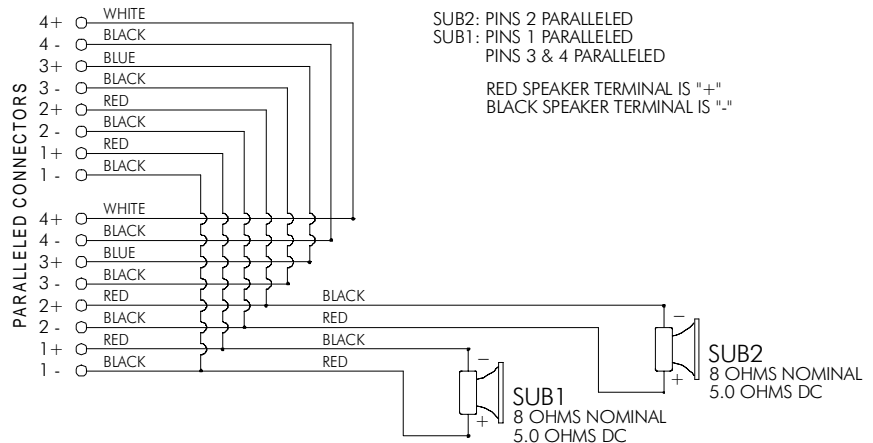 PARALLELED CONNECTORS
4+ WHITE
4 - BLACK
3+ BLUE
3 - BLACK
2+ RED
2 - BLACK
1+ RED
1 - BLACK
4+ WHITE
4 - BLACK
3+ BLUE
3 - BLACK
2+ RED BLACK
2 - BLACK RED
1+ RED BLACK
1 - BLACK RED
SUB2: PINS 2 PARALLELED
SUB1: PINS 1 PARALLELED
PINS 3 & 4 PARALLELED
RED SPEAKER TERMINAL IS "+"
BLACK SPEAKER TERMINAL IS "-"
−
+
SUB2
8 OHMS NOMINAL
5.0 OHMS DC
−
+
SUB1
8 OHMS NOMINAL
5.0 OHMS DC